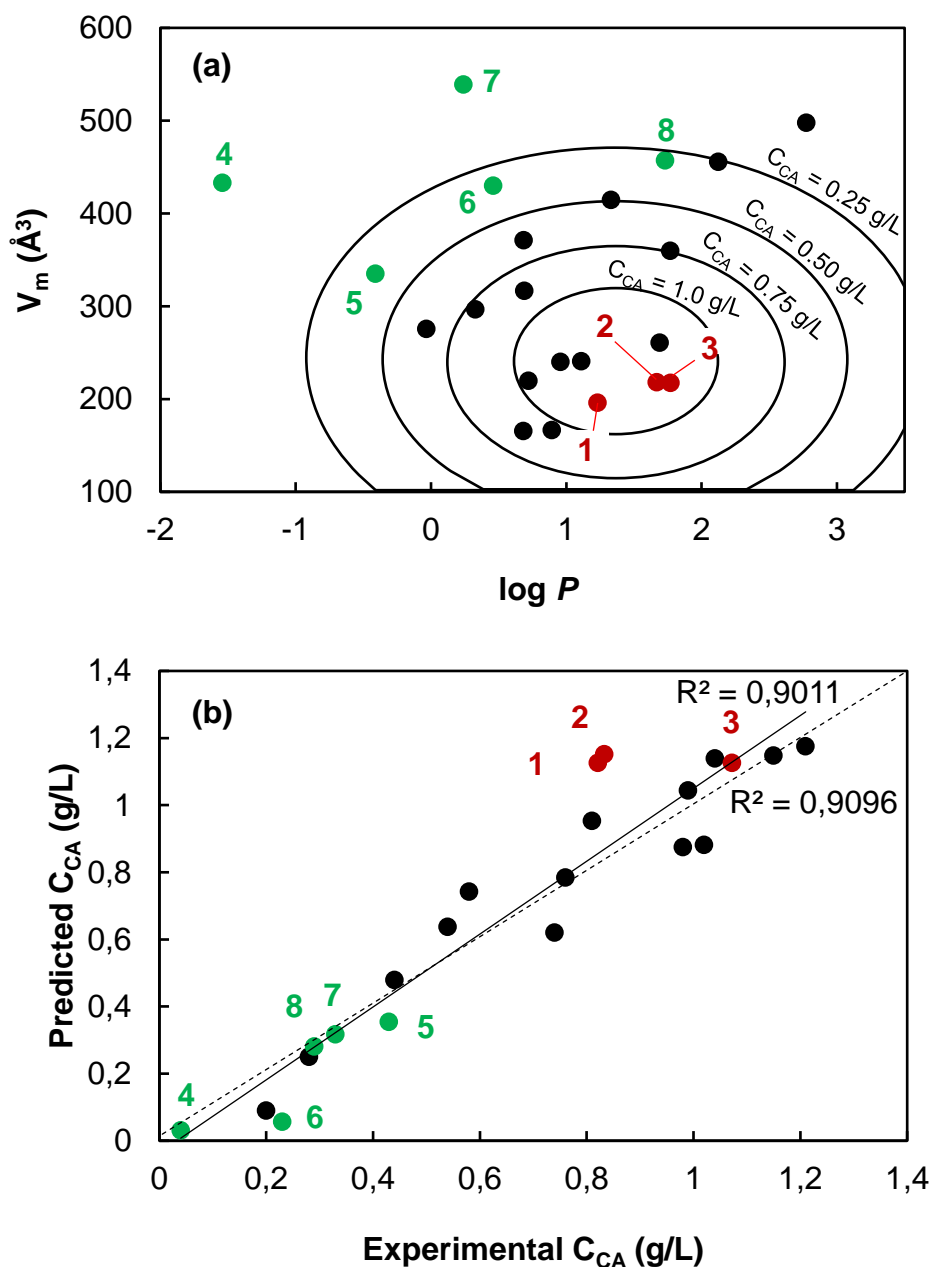 (a)
600
500
400
300
200
100
V_m (Å³)
-2 -1 0 1 2 3
log P
4
7
8
6
5
2
3
1
C_CA = 0.25 g/L
C_CA = 0.50 g/L
C_CA = 0.75 g/L
C_CA = 1.0 g/L
(b)
1,4
1,2
1
0,8
0,6
0,4
0,2
0
Predicted C_CA (g/L)
R² = 0,9011
R² = 0,9096
2
1
3
8
7
5
4
6
0 0,2 0,4 0,6 0,8 1 1,2 1,4
Experimental C_CA (g/L)